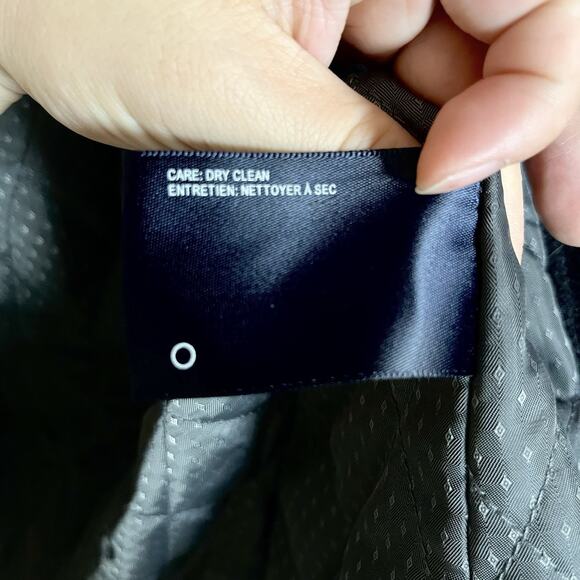 CARE: DRY CLEAN
ENTRETIEN: NETTOYER À SEC